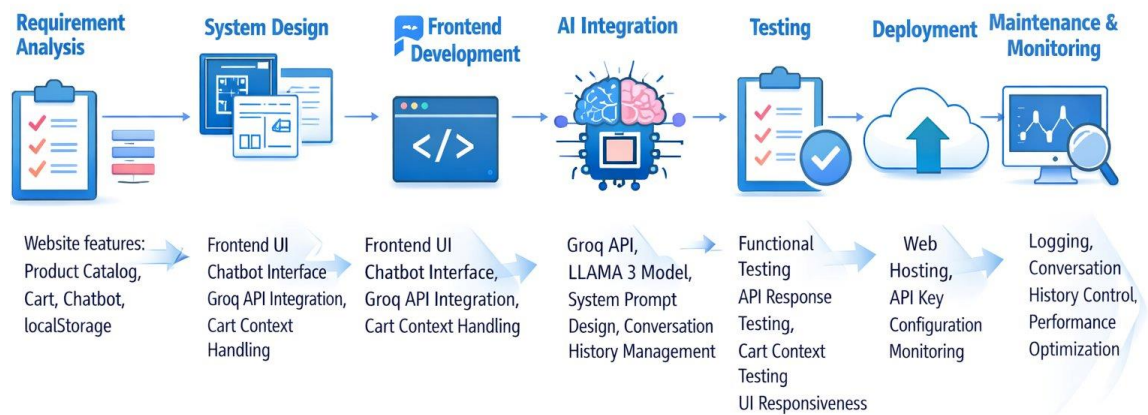 Requirement
Analysis
System Design
Frontend
Development
AI Integration
Testing
Deployment
Maintenance &
Monitoring
</>
Website features:
Product Catalog,
Cart, Chatbot,
localStorage
Frontend UI
Chatbot Interface
Groq API Integration,
Cart Context
Handling
Frontend UI
Chatbot Interface,
Groq API Integration,
Cart Context Handling
Groq API,
LLAMA 3 Model,
System Prompt
Design, Conversation
History Management
Functional
Testing
API Response
Testing,
Cart Context
Testing
UI Responsiveness
Web
Hosting,
API Key
Configuration
Monitoring
Logging,
Conversation
History Control,
Performance
Optimization